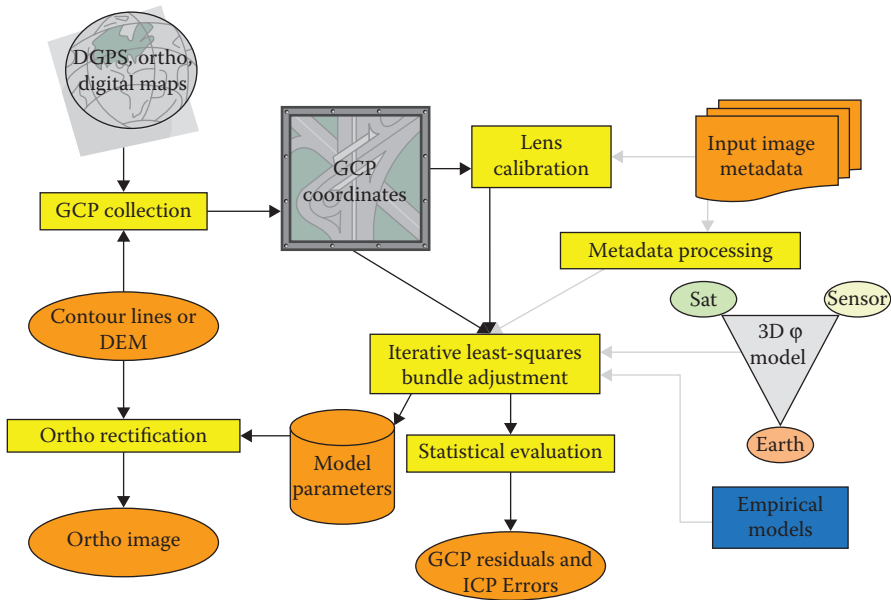 DGPS, ortho,
digital maps
GCP collection
GCP
coordinates
Lens
calibration
Input image
metadata
Metadata processing
Sat
Sensor
3D φ
model
Earth
Contour lines or
DEM
Iterative least-squares
bundle adjustment
Ortho rectification
Model
parameters
Statistical evaluation
Empirical
models
Ortho image
GCP residuals and
ICP Errors